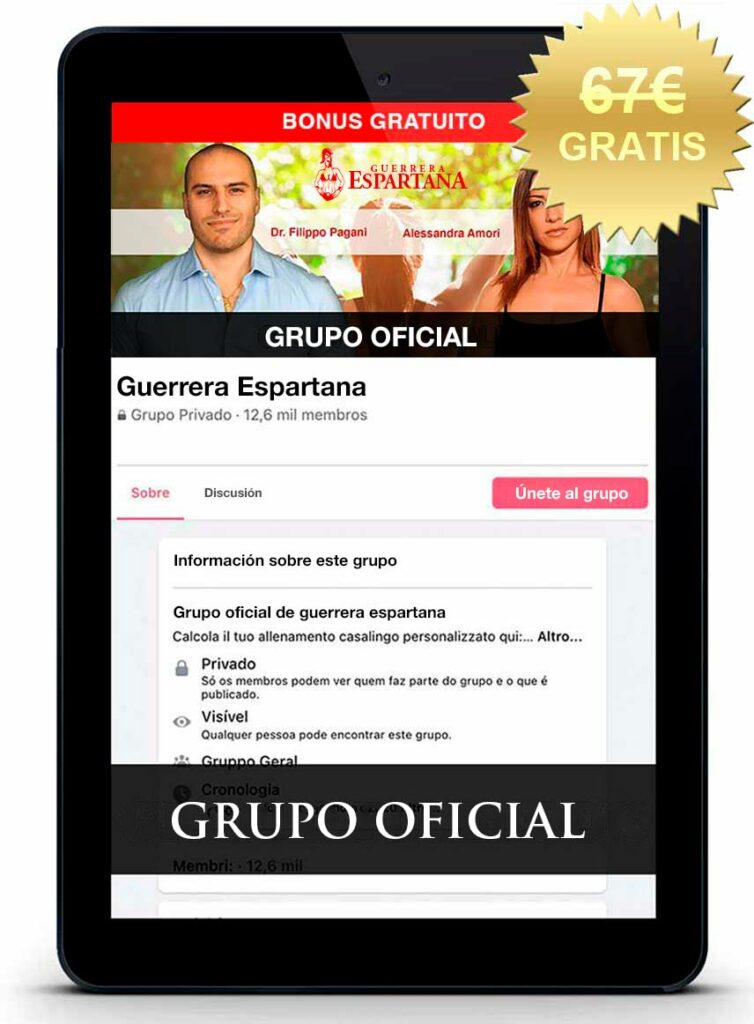 67€
GRATIS
BONUS GRATUITO
GUERRERA
ESPARTANA
Dr. Filippo Pagani Alessandra Amori
GRUPO OFICIAL
Guerrera Espartana
Grupo Privado · 12,6 mil membros
Sobre Discusión Únete al grupo
Información sobre este grupo
Grupo oficial de guerrera espartana
Calcola il tuo allenamento casalingo personalizzato qui:... Altro...
Privado
Só os membros podem ver quem faz parte do grupo e o que é
publicado.
Visível
Qualquer pessoa pode encontrar este grupo.
Gruppo Geral
Cronologia
GRUPO OFICIAL
Membri: · 12,6 mil